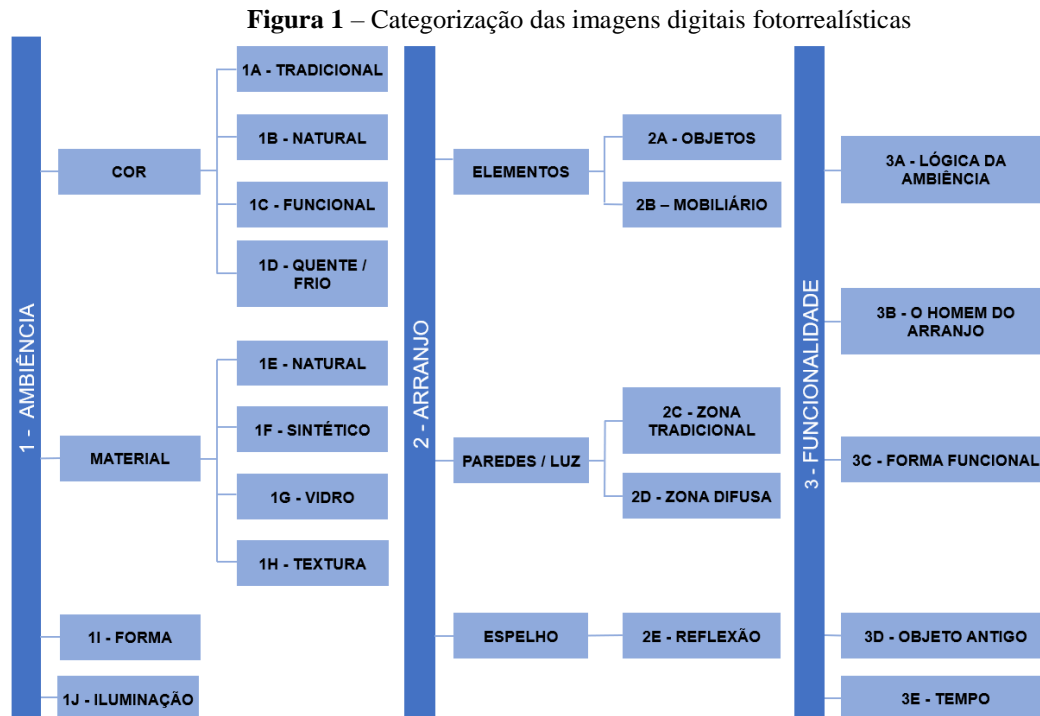 Figura 1 – Categorização das imagens digitais fotorrealísticas
1 - AMBIÊNCIA
COR
1A - TRADICIONAL
1B - NATURAL
1C - FUNCIONAL
1D - QUENTE /
FRIO
MATERIAL
1E - NATURAL
1F - SINTÉTICO
1G - VIDRO
1H - TEXTURA
1I - FORMA
1J - ILUMINAÇÃO
2 - ARRANJO
ELEMENTOS
2A - OBJETOS
2B – MOBILIÁRIO
PAREDES / LUZ
2C - ZONA
TRADICIONAL
2D - ZONA DIFUSA
ESPELHO
2E - REFLEXÃO
3 - FUNCIONALIDADE
3A - LÓGICA DA
AMBIÊNCIA
3B - O HOMEM DO
ARRANJO
3C - FORMA FUNCIONAL
3D - OBJETO ANTIGO
3E - TEMPO